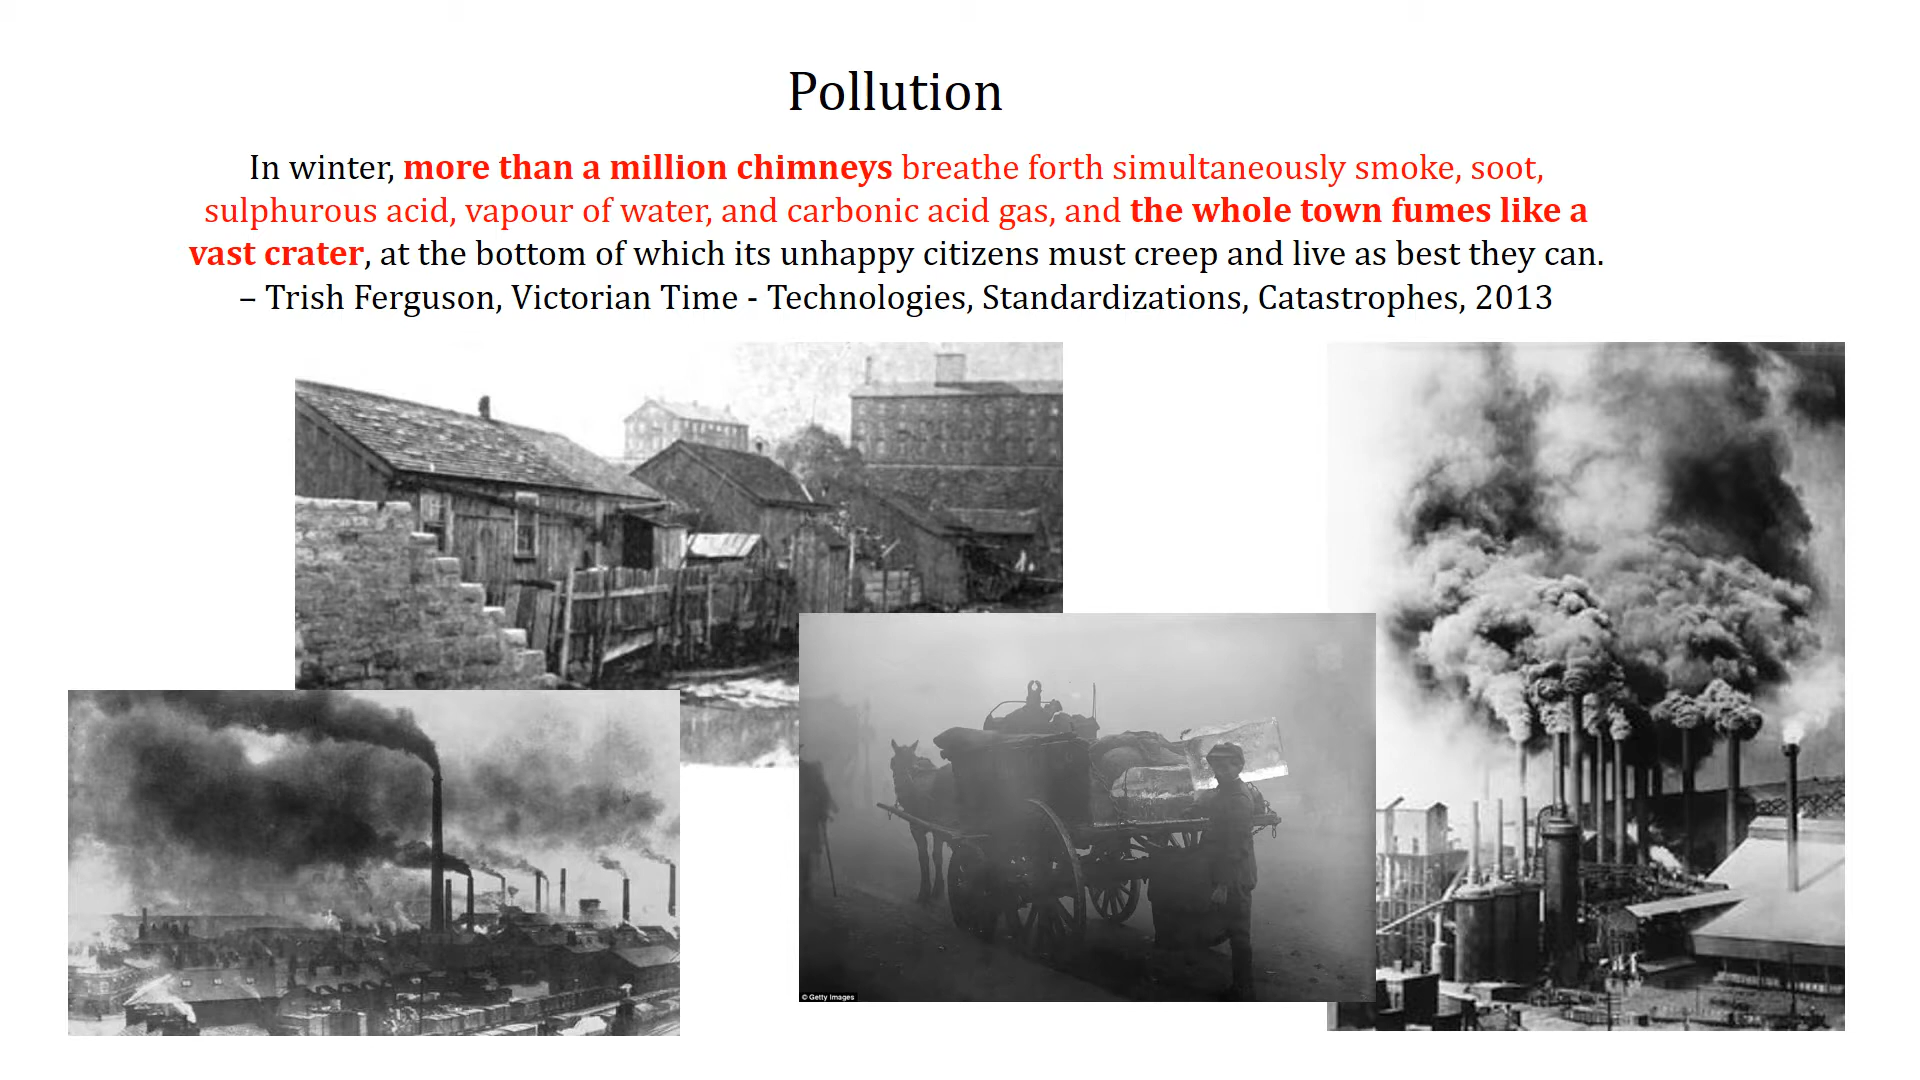 Pollution
In winter, more than a million chimneys breathe forth simultaneously smoke, soot,
sulphurous acid, vapour of water, and carbonic acid gas, and the whole town fumes like a
vast crater, at the bottom of which its unhappy citizens must creep and live as best they can.
– Trish Ferguson, Victorian Time - Technologies, Standardizations, Catastrophes, 2013
© Getty Images